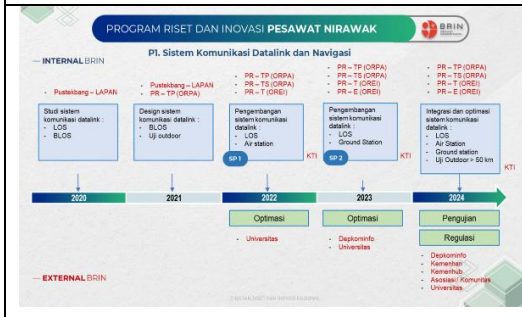 PROGRAM RISET DAN INOVASI PESAWAT NIRAWAK
BRIN
P1. Sistem Komunikasi Datalink dan Navigasi
INTERNAL BRIN
- Pustekbang – LAPAN
- Pustekbang – LAPAN
- PR – TP (ORPA)
- PR – TP (ORPA)
- PR – TS (ORPA)
- PR – T (OREI)
- PR – TP (ORPA)
- PR – TS (ORPA)
- PR – T (OREI)
- PR – E (OREI)
- PR – TP (ORPA)
- PR – TS (ORPA)
- PR – T (OREI)
- PR – E (OREI)
Studi sistem
komunikasi datalink :
- LOS
- BLOS
Design sistem
komunikasi datalink :
- BLOS
- Uji outdoor
Pengembangan
sistem komunikasi
datalink :
- LOS
- Air station
SP 1
KTI
Pengembangan
sistem komunikasi
datalink :
- LOS
- Ground Station
SP 2
KTI
Integrasi dan optimasi
sistem komunikasi
datalink :
- LOS
- Air Station
- Ground station
- Uji Outdoor > 50 km
KTI
2020
2021
2022
2023
2024
Optimasi
Optimasi
Pengujian
Regulasi
- Universitas
- Depkominfo
- Universitas
- Depkominfo
- Kemenhan
- Kemenhub
- Asosiasi/ Komunitas
- Universitas
EXTERNAL BRIN